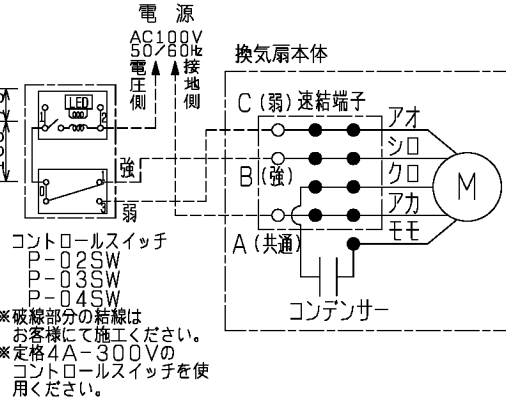 電 源
AC100V
50/60Hz
電圧側
接地側
換気扇本体
LED
1
2
C (弱) 速結端子
アオ
シロ
B (強)
クロ
アカ
モモ
M
A (共通)
強
弱
0
1
3
コンデンサー
コントロールスイッチ
P-02SW
P-03SW
P-04SW
※破線部分の結線は
お客様にて施工ください。
※定格4A-300Vの
コントロールスイッチを使
用ください。